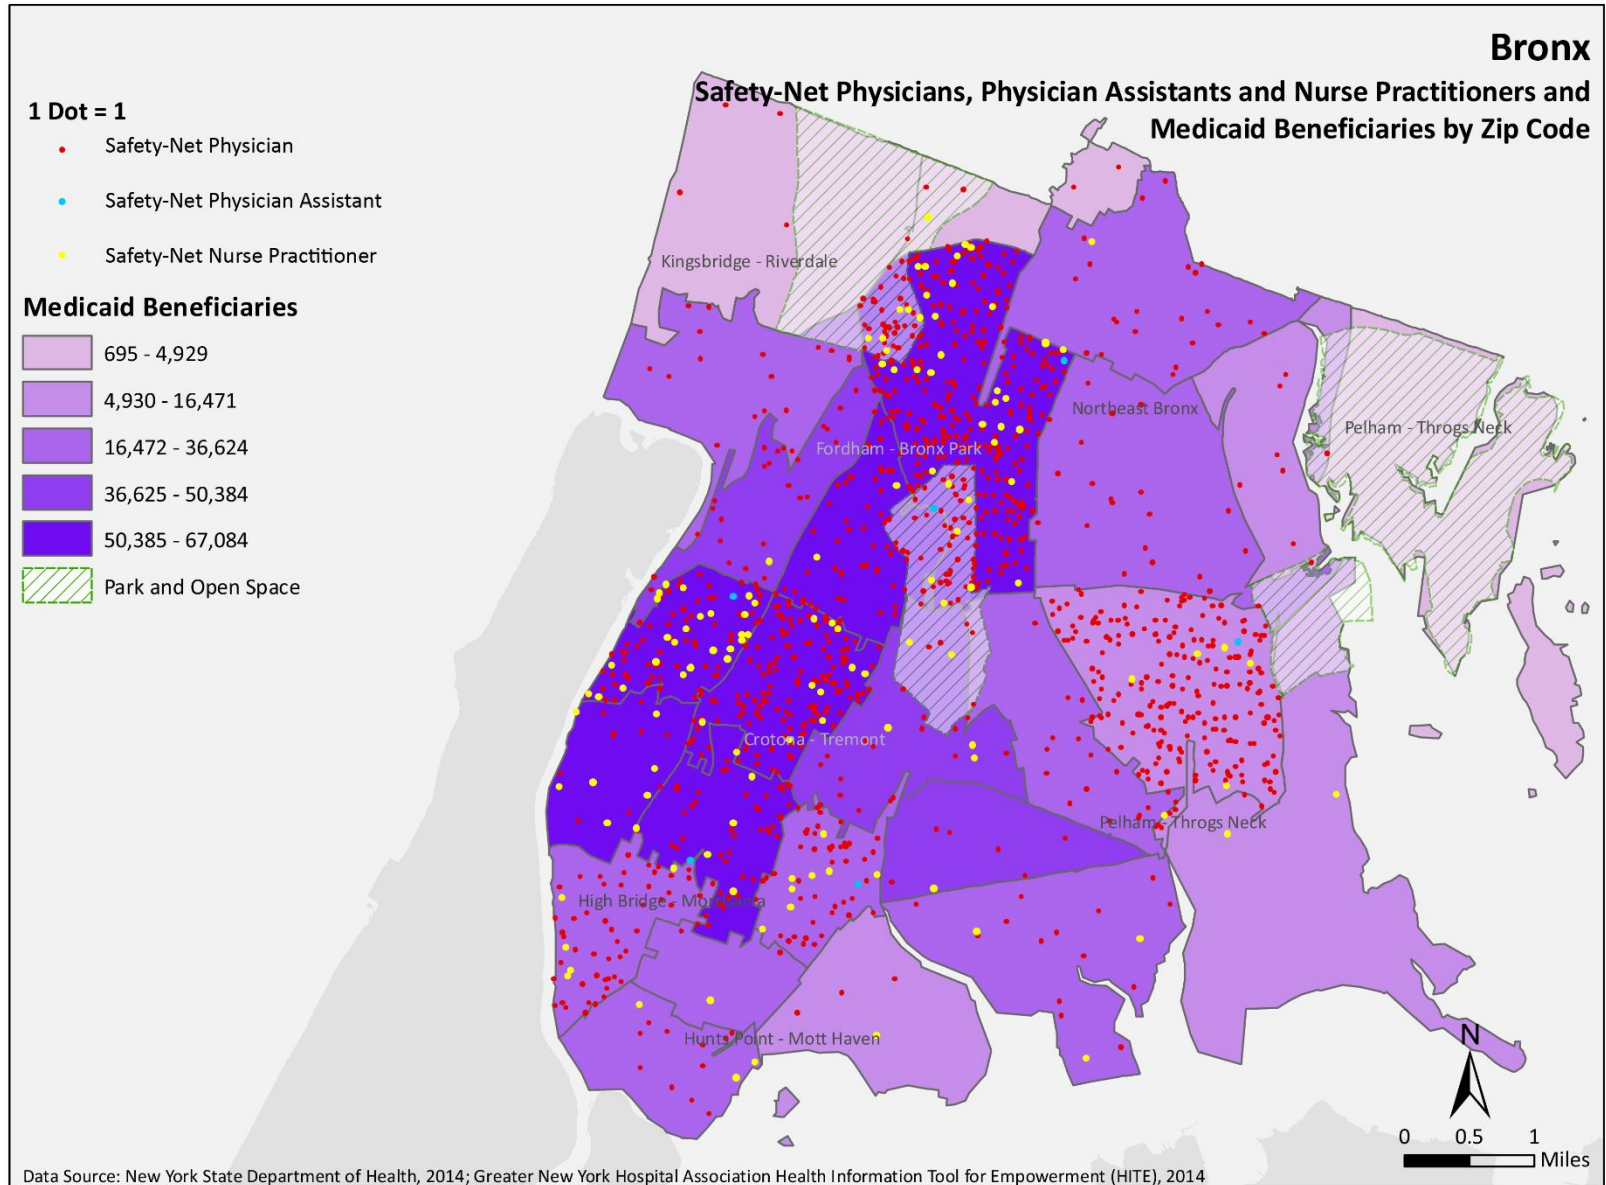 Bronx
Safety-Net Physicians, Physician Assistants and Nurse Practitioners and
Medicaid Beneficiaries by Zip Code
1 Dot = 1
Safety-Net Physician
Safety-Net Physician Assistant
Safety-Net Nurse Practitioner
Medicaid Beneficiaries
695 - 4,929
4,930 - 16,471
16,472 - 36,624
36,625 - 50,384
50,385 - 67,084
Park and Open Space
Kingsbridge - Riverdale
Northeast Bronx
Pelham - Throgs Neck
Fordham - Bronx Park
Crotona - Tremont
Pelham - Throgs Neck
High Bridge - Morrisania
Hunts Point - Mott Haven
N
0 0.5 1
Miles
Data Source: New York State Department of Health, 2014; Greater New York Hospital Association Health Information Tool for Empowerment (HITE), 2014